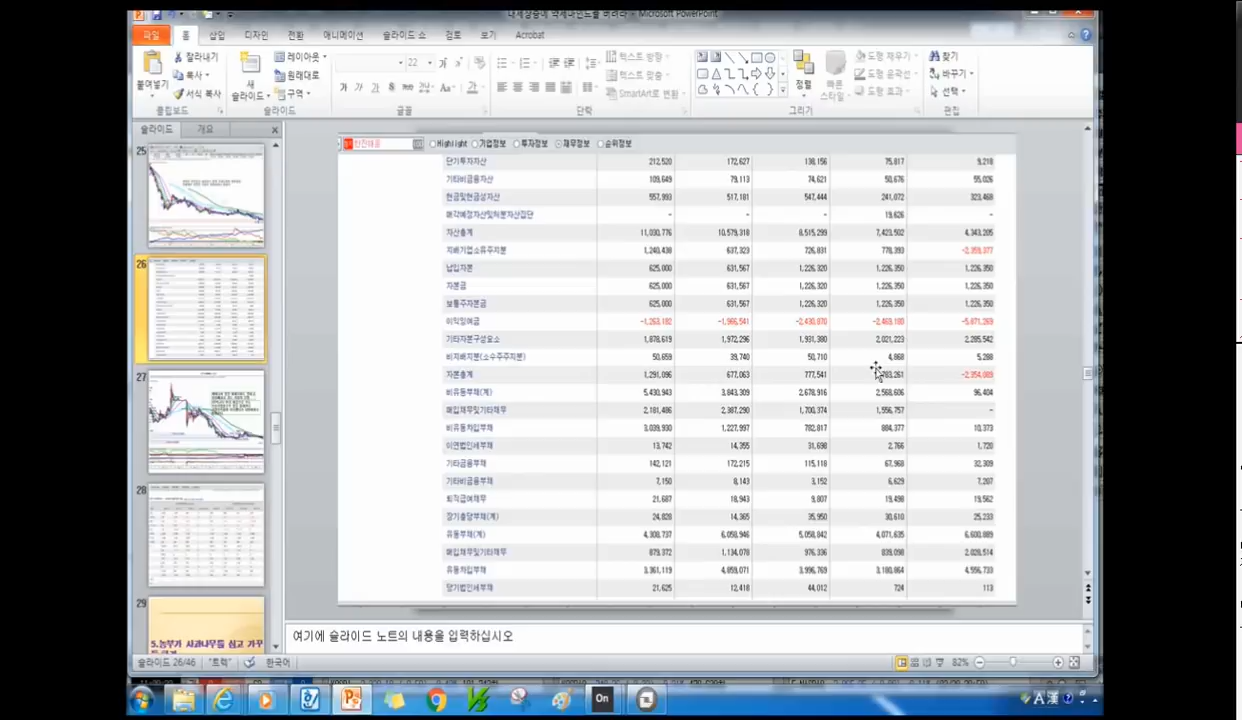 내재성능에 - Microsoft PowerPoint
파일 홈 삽입 디자인 전환 애니메이션 슬라이드 쇼 검토 보기 Acrobat
잘라내기 레이아웃 22 텍스트 방향 도형 채우기 찾기
복사 원래대로 텍스트 맞춤 도형 윤곽선 바꾸기
붙여넣기 서식 복사 새 슬라이드 구역 SmartArt로 변환 정렬 빠른 스타일 도형 효과 선택
클립보드 슬라이드 글꼴 단락 그리기 편집
슬라이드 개요
25
26
27
28
29
5.농부가 사과나무를 심고 가꾸
한진해운 Highlight 기업정보 투자정보 재무정보 순위정보
단기투자자산 212,520 172,627 138,156 75,817 9,218
기타비금융자산 109,649 79,113 74,621 50,676 55,026
현금및현금성자산 557,993 517,181 547,444 241,072 323,468
매각예정자산및처분자산집단 - - - 19,626 -
자산총계 11,030,776 10,579,318 8,515,299 7,423,502 4,343,205
지배기업소유주지분 1,240,438 637,323 726,831 778,393 -2,359,377
납입자본 625,000 631,567 1,226,320 1,226,350 1,226,350
자본금 625,000 631,567 1,226,320 1,226,350 1,226,350
보통주자본금 625,000 631,567 1,226,320 1,226,350 1,226,350
이익잉여금 -1,263,182 -1,966,541 -2,430,870 -2,469,180 -5,871,269
기타자본구성요소 1,878,619 1,972,296 1,931,380 2,021,223 2,285,542
비지배지분(소수주주지분) 50,659 39,740 50,710 4,868 5,288
자본총계 1,291,096 677,063 777,541 783,261 -2,354,089
비유동부채(계) 5,430,943 3,843,309 2,678,916 2,568,606 96,404
매입채무및기타채무 2,181,486 2,387,290 1,700,374 1,556,757 -
비유동차입부채 3,039,930 1,227,997 782,817 884,377 10,373
이연법인세부채 13,742 14,355 31,698 2,766 1,720
기타금융부채 142,121 172,215 115,118 67,968 32,309
기타비금융부채 7,150 8,143 3,152 6,629 7,207
퇴직급여채무 21,687 18,943 9,807 19,498 19,562
장기충당부채(계) 24,828 14,365 35,950 30,610 25,233
유동부채(계) 4,308,737 6,058,946 5,058,842 4,071,635 6,600,889
매입채무및기타채무 879,372 1,134,078 976,336 839,098 2,028,514
유동차입부채 3,361,119 4,859,071 3,996,769 3,180,864 4,556,733
당기법인세부채 21,625 12,418 44,012 724 113
여기에 슬라이드 노트의 내용을 입력하십시오
슬라이드 26/46 "트랙" 한국어 82%
On A 漢